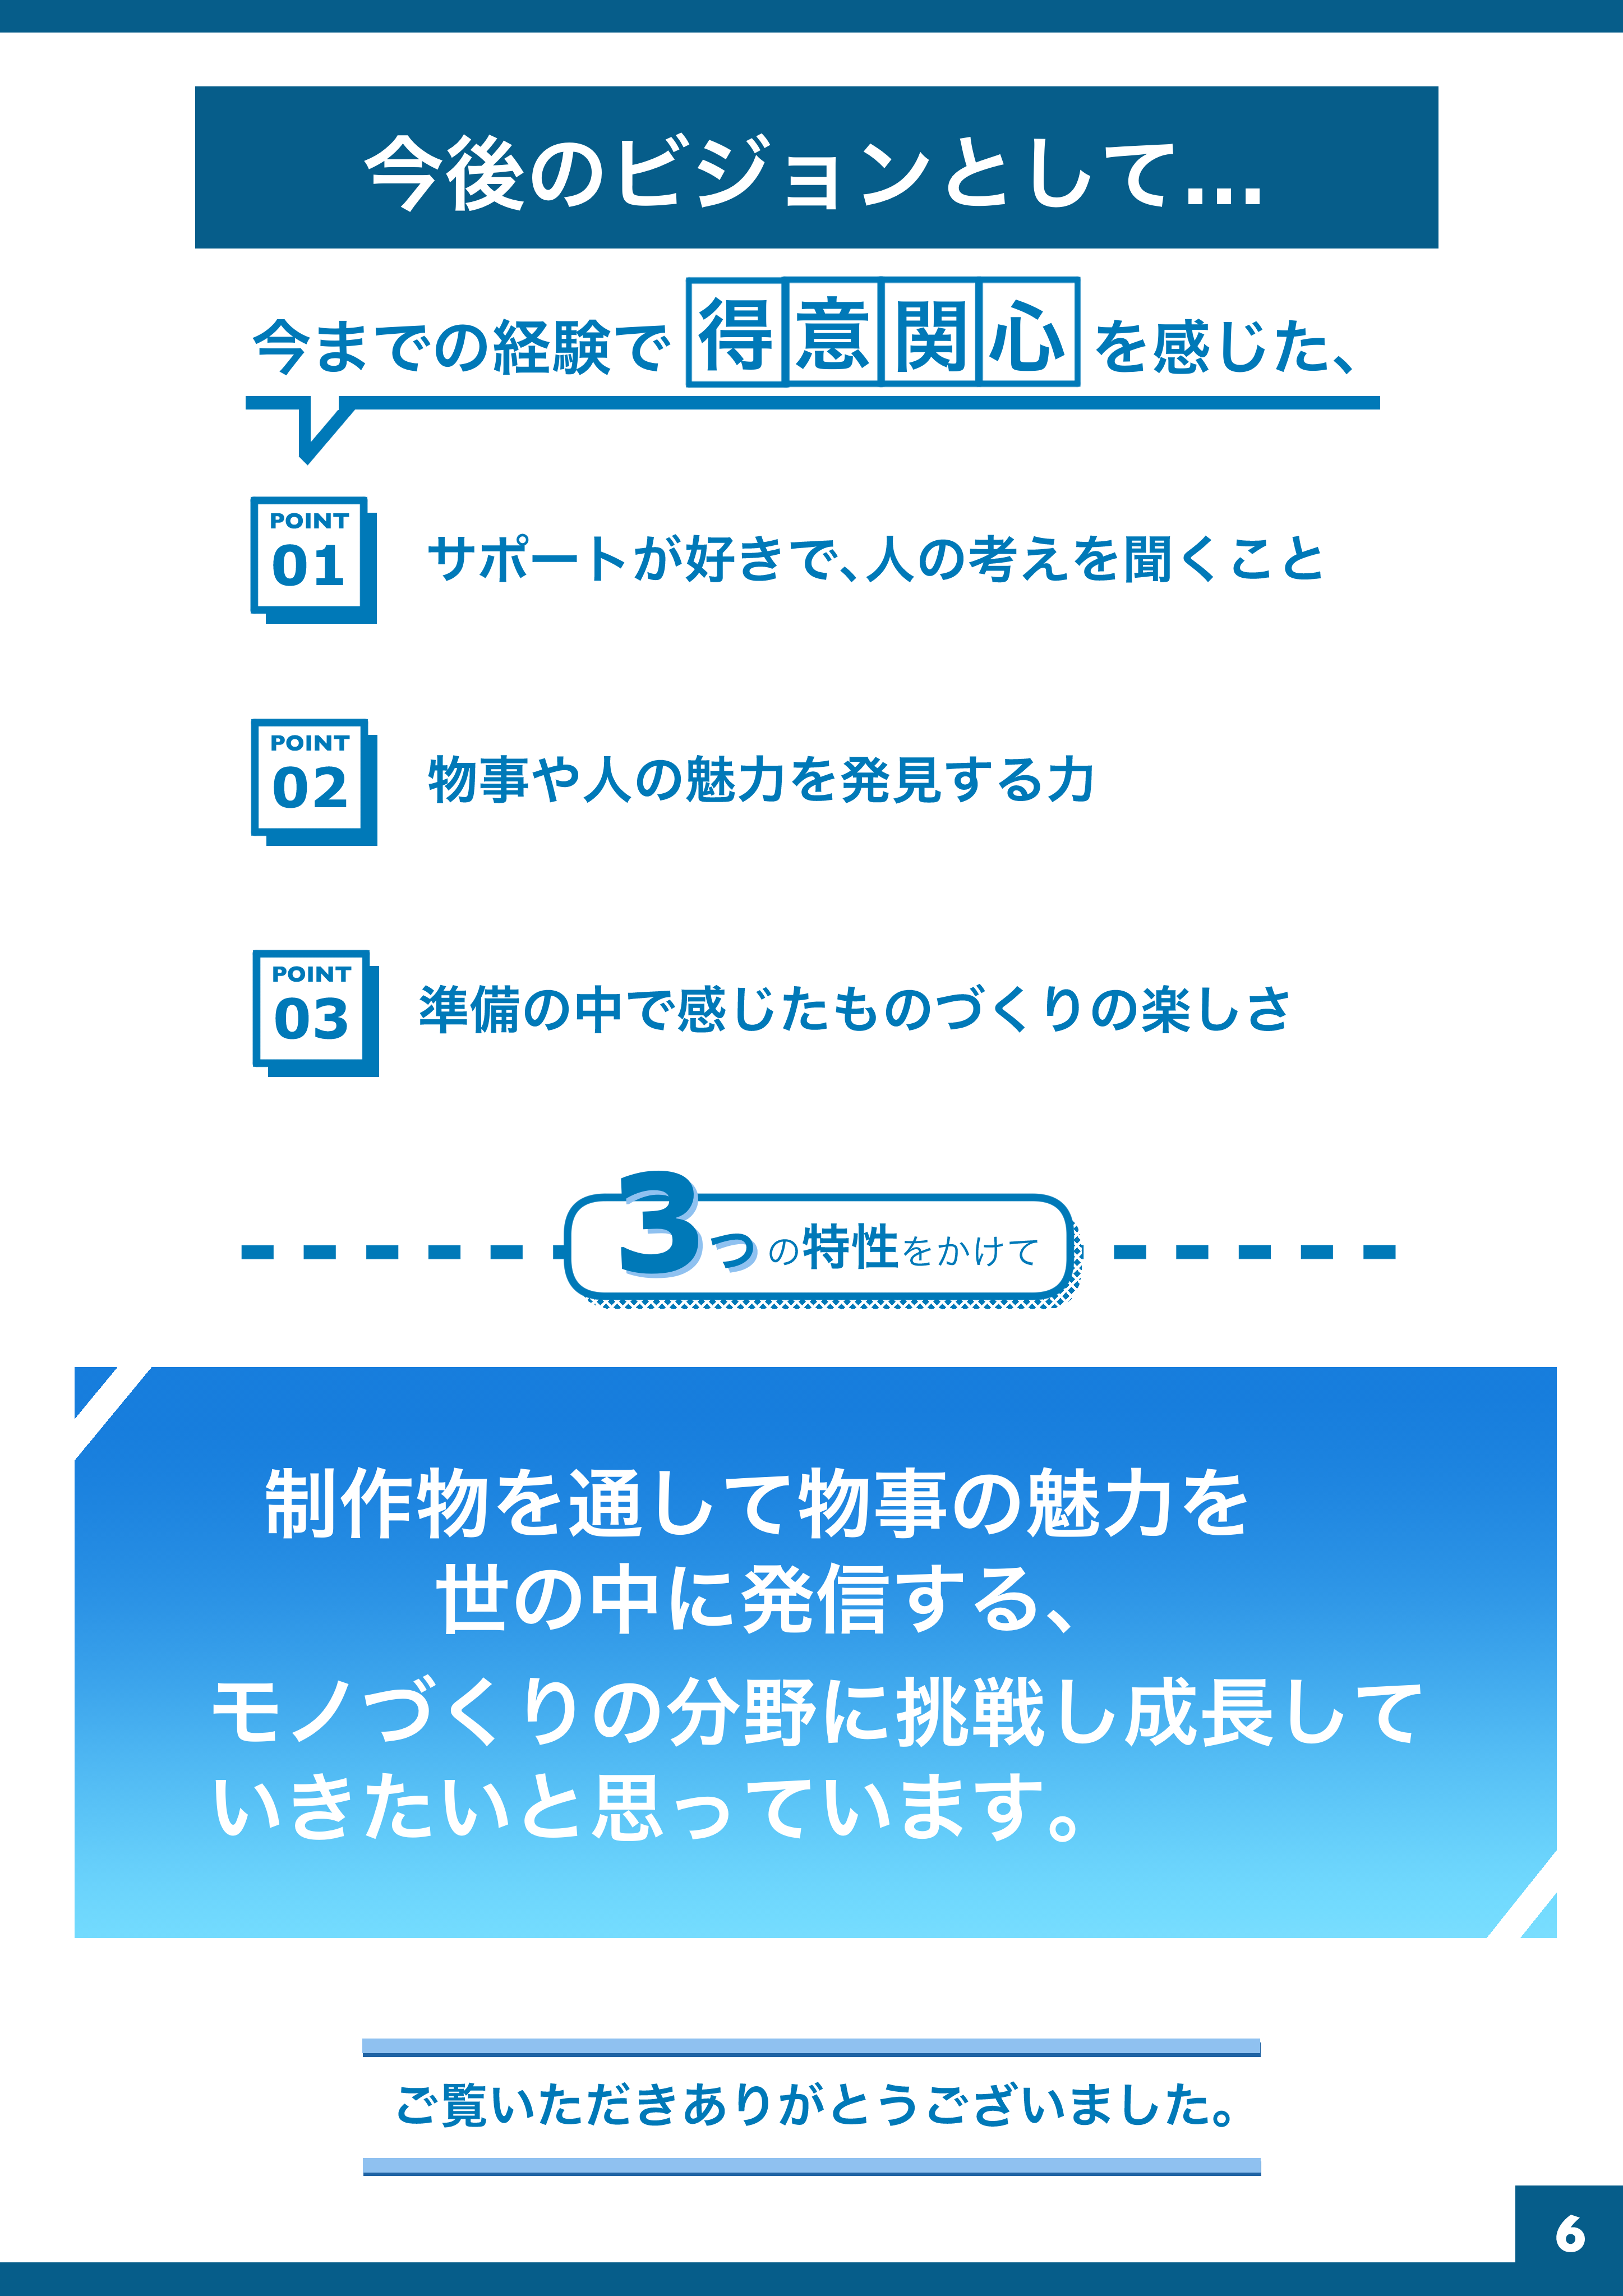 今後のビジョンとして...
今までの経験で得意関心を感じた、
POINT
01
サポートが好きで、人の考えを聞くこと
POINT
02
物事や人の魅力を発見する力
POINT
03
準備の中で感じたものづくりの楽しさ
3つの特性をかけて
制作物を通して物事の魅力を
世の中に発信する、
モノづくりの分野に挑戦し成長して
いきたいと思っています。
ご覧いただきありがとうございました。
6